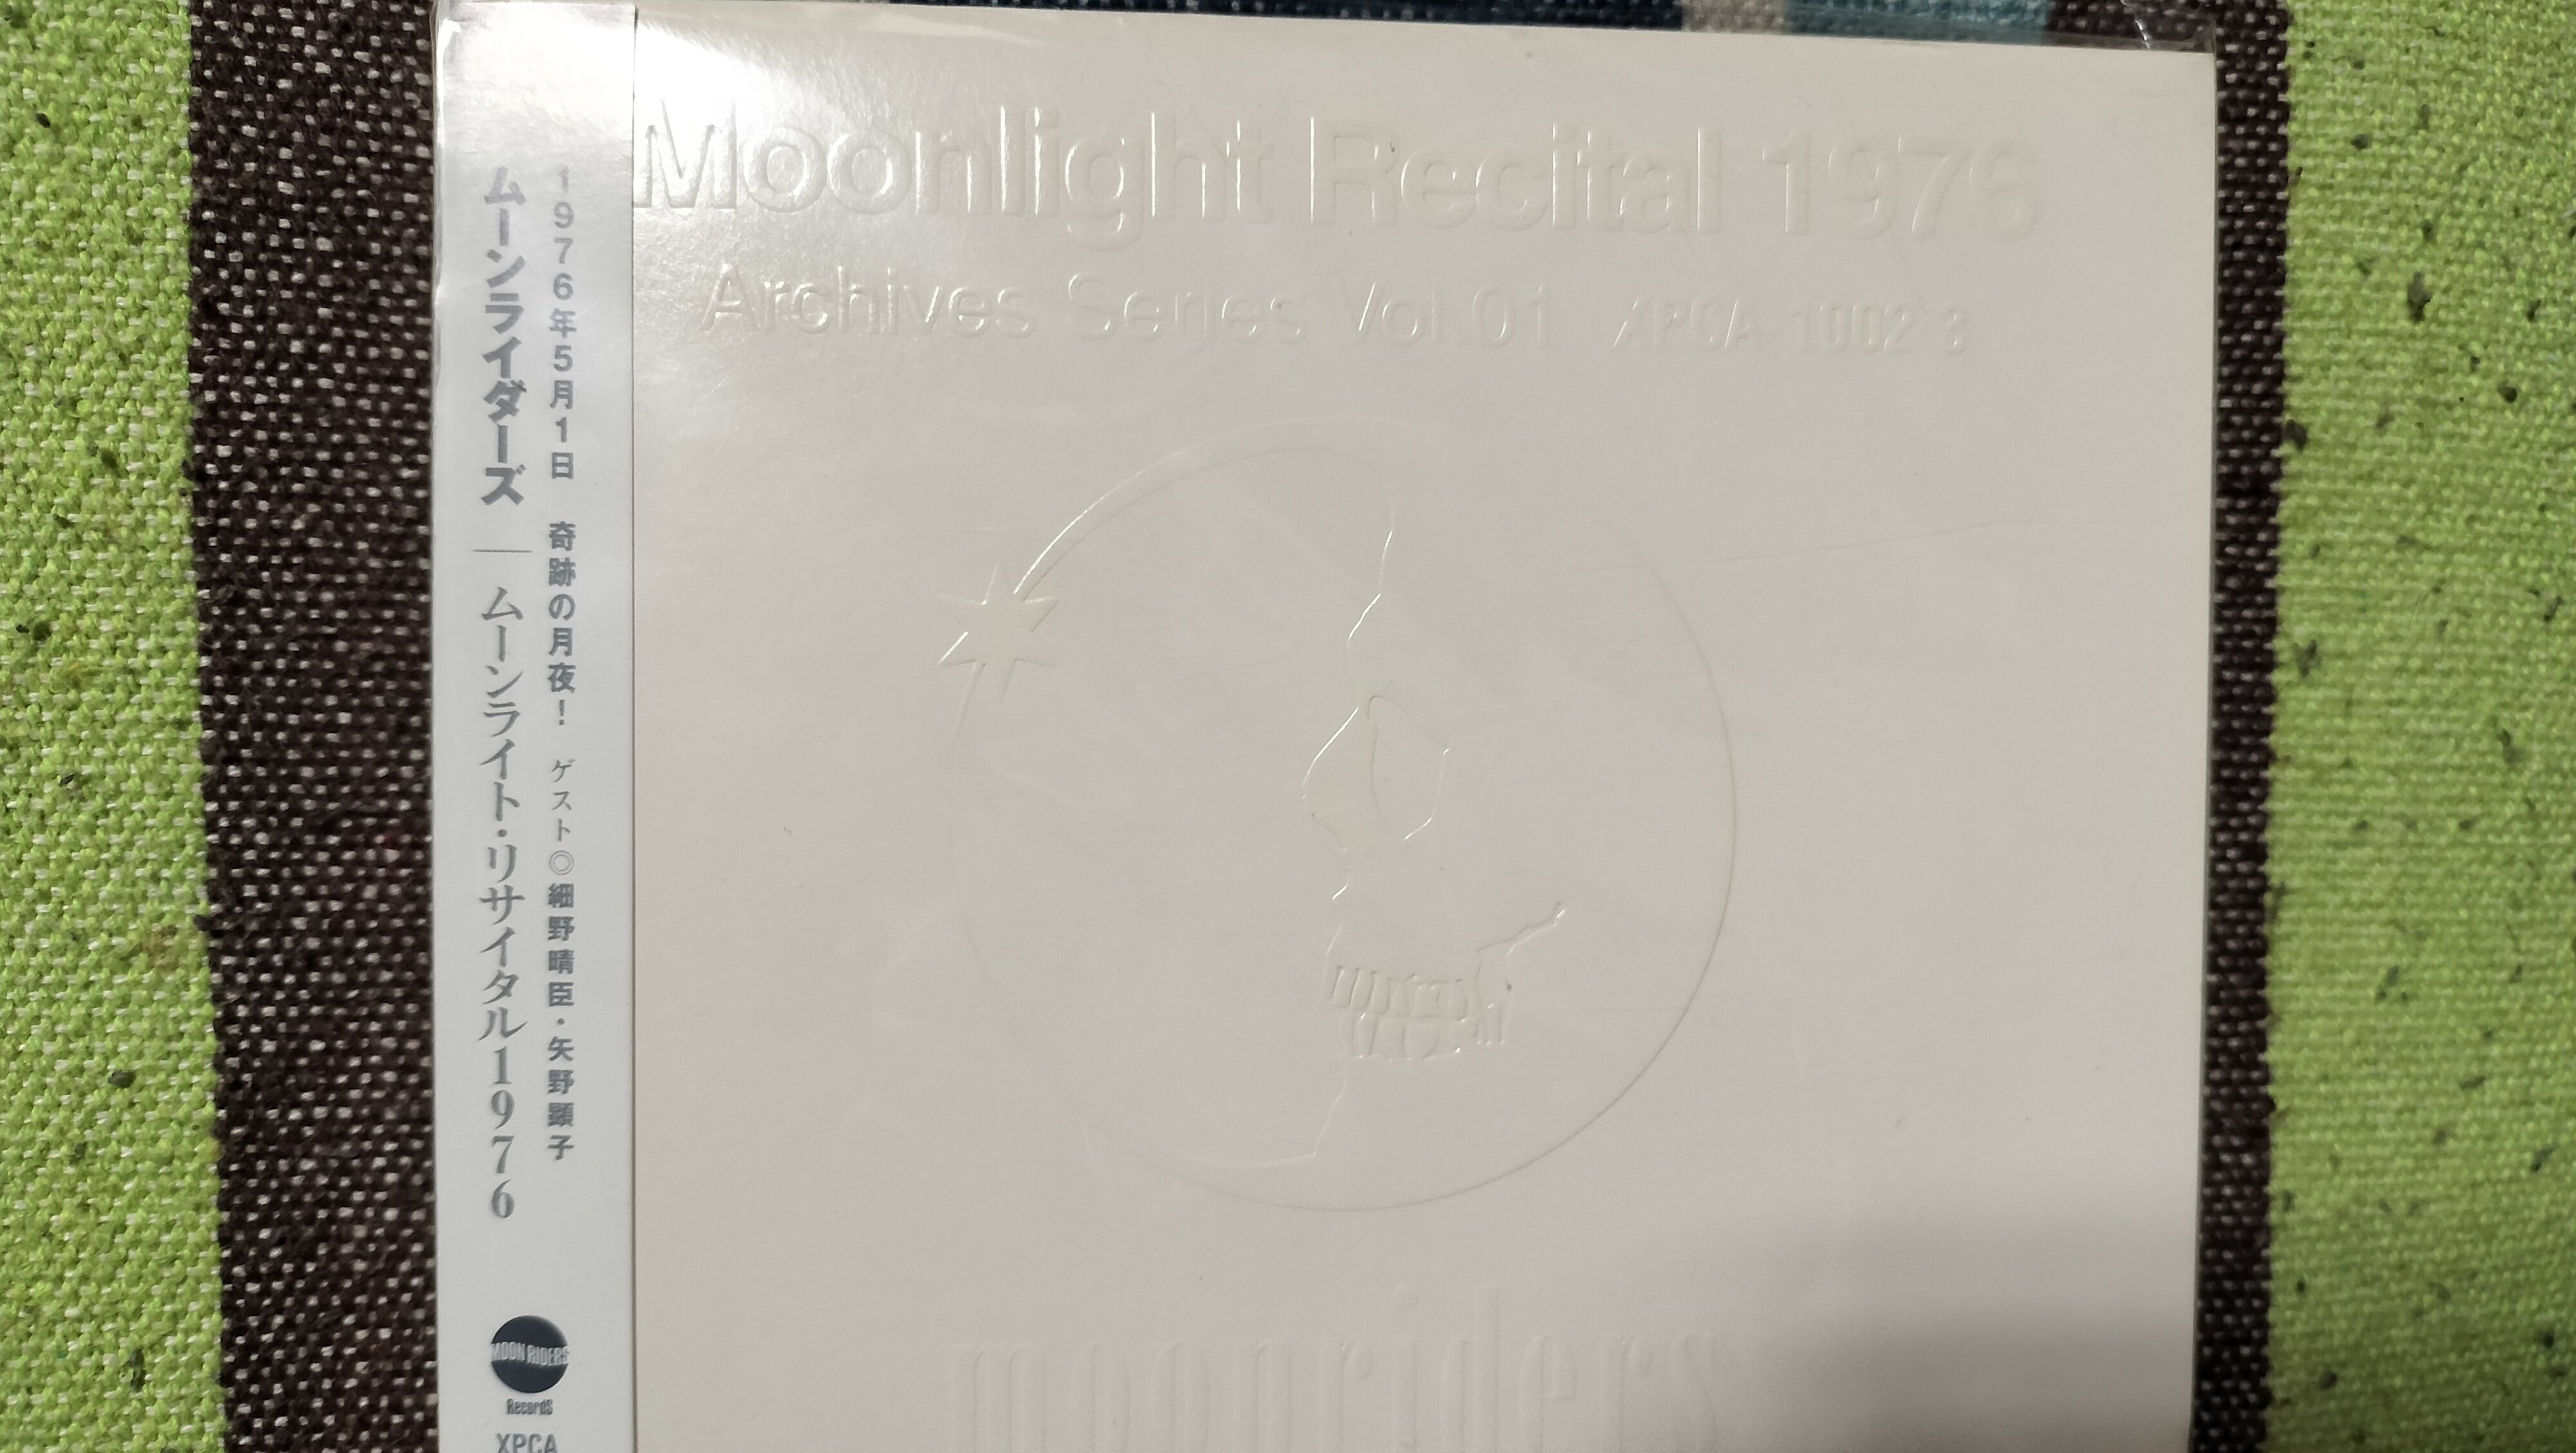 Moonlight Recital 1976
Archives Series Vol.01 XPCA-1002~3
moonriders
1976年5月1日 奇跡の月夜! ゲスト◎細野晴臣・矢野顕子
ムーンライダーズ | ムーンライト・リサイタル1976
MOON RIDERS
Records
XPCA